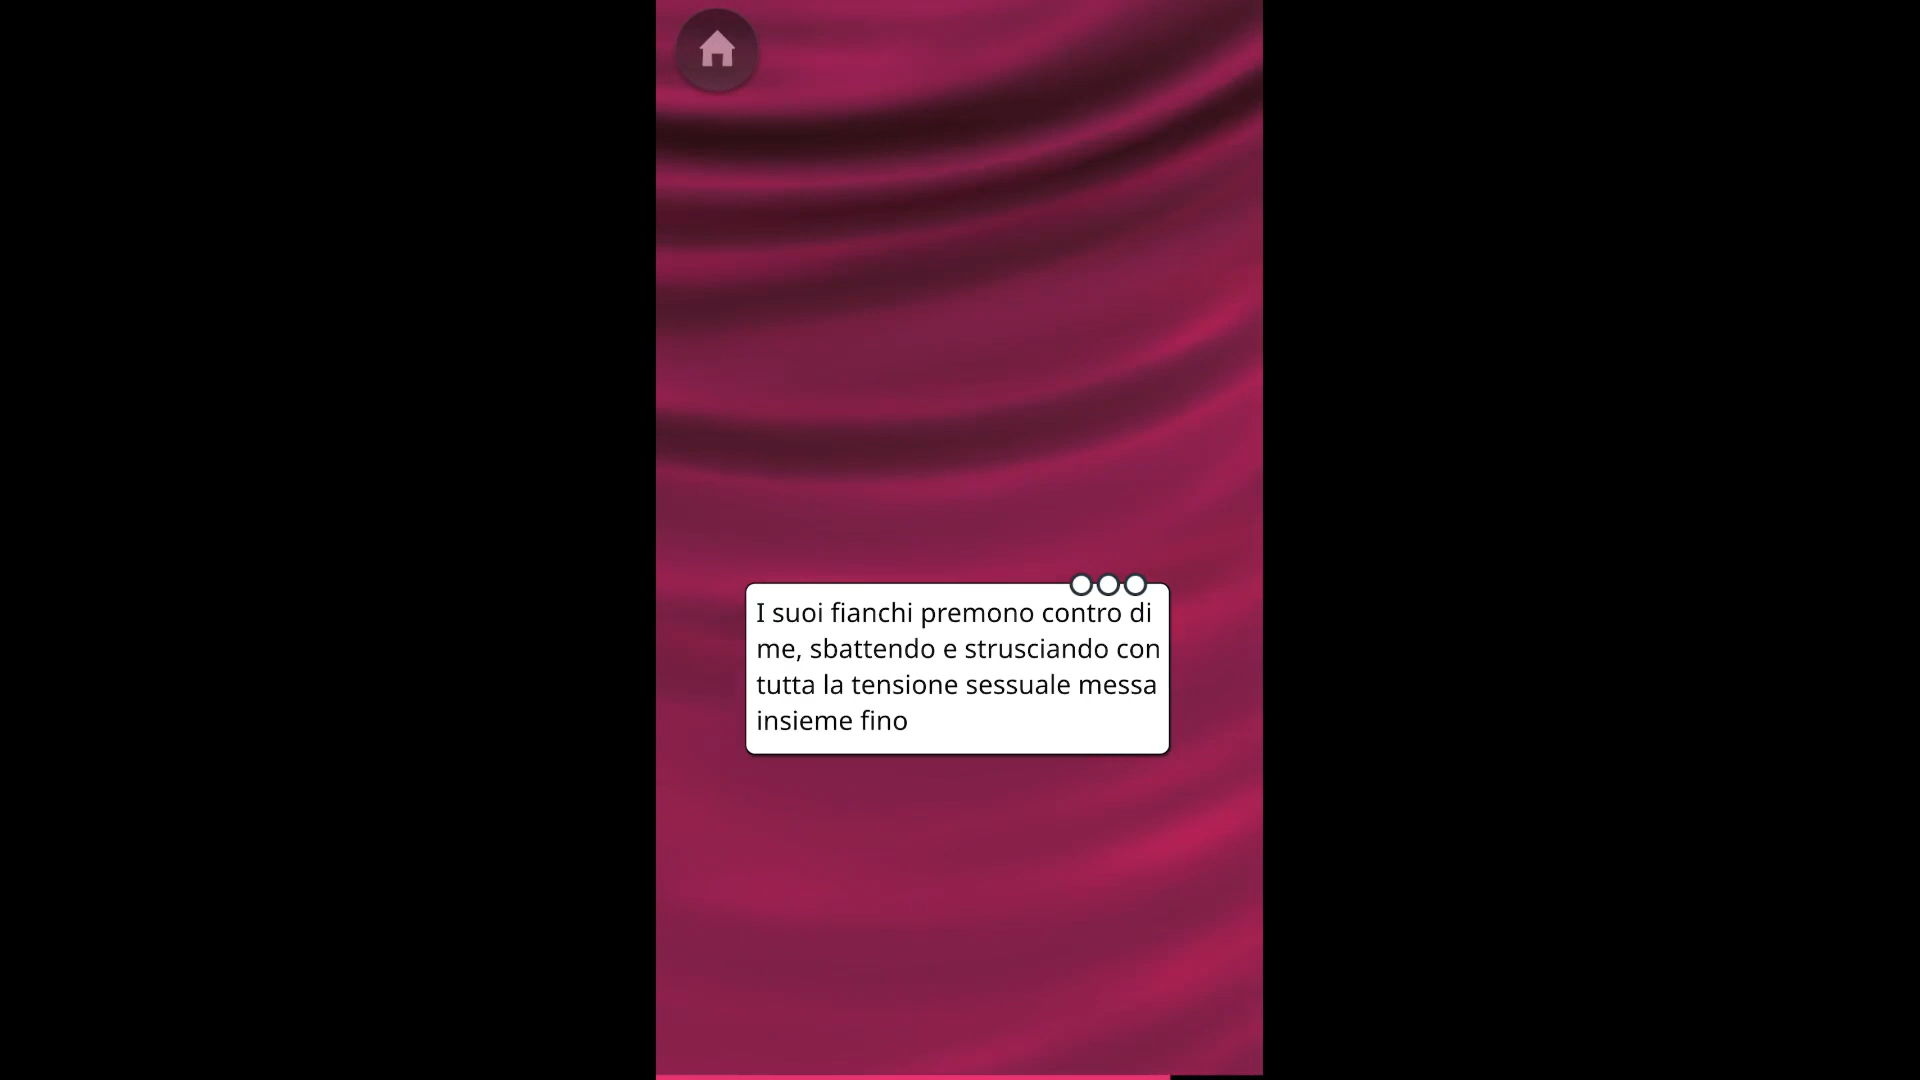 I suoi fianchi premono contro di
me, sbattendo e strusciando con
tutta la tensione sessuale messa
insieme fino